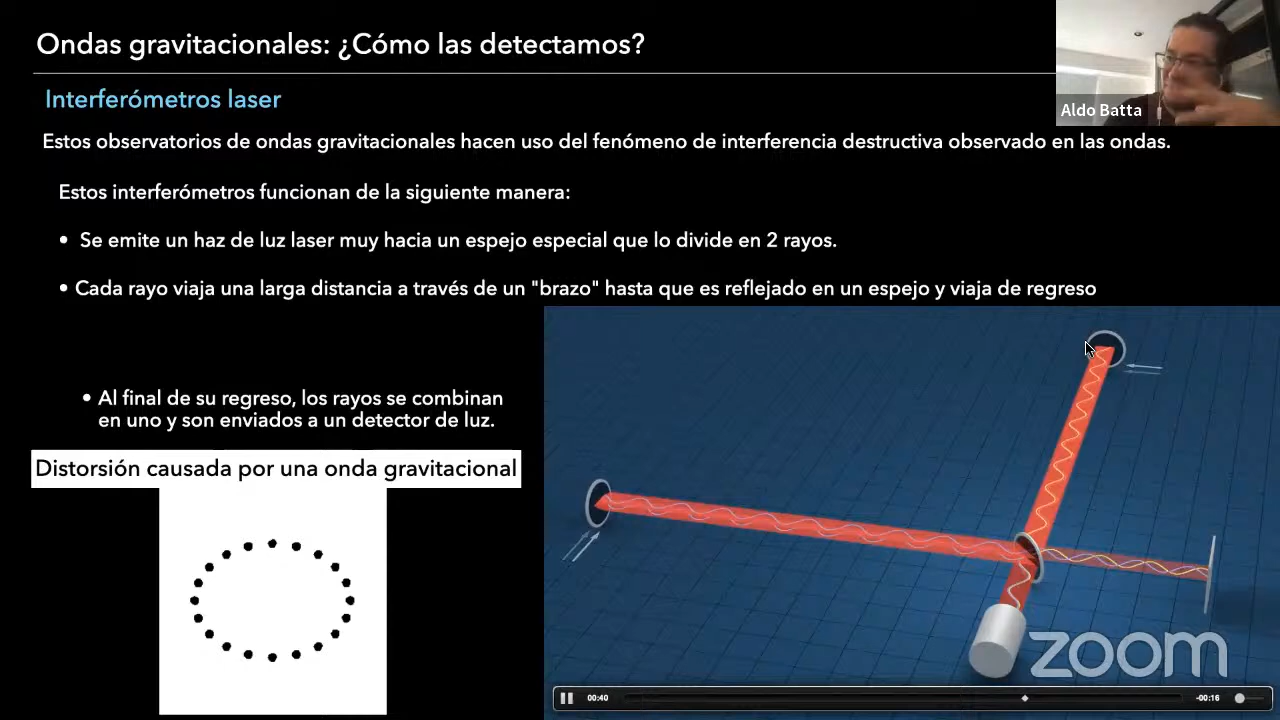 Ondas gravitacionales: ¿Cómo las detectamos?
Aldo Batta
Interferómetros laser
Estos observatorios de ondas gravitacionales hacen uso del fenómeno de interferencia destructiva observado en las ondas.
Estos interferómetros funcionan de la siguiente manera:
• Se emite un haz de luz laser muy hacia un espejo especial que lo divide en 2 rayos.
• Cada rayo viaja una larga distancia a través de un "brazo" hasta que es reflejado en un espejo y viaja de regreso
• Al final de su regreso, los rayos se combinan
en uno y son enviados a un detector de luz.
Distorsión causada por una onda gravitacional
zoom
00:40
-00:16